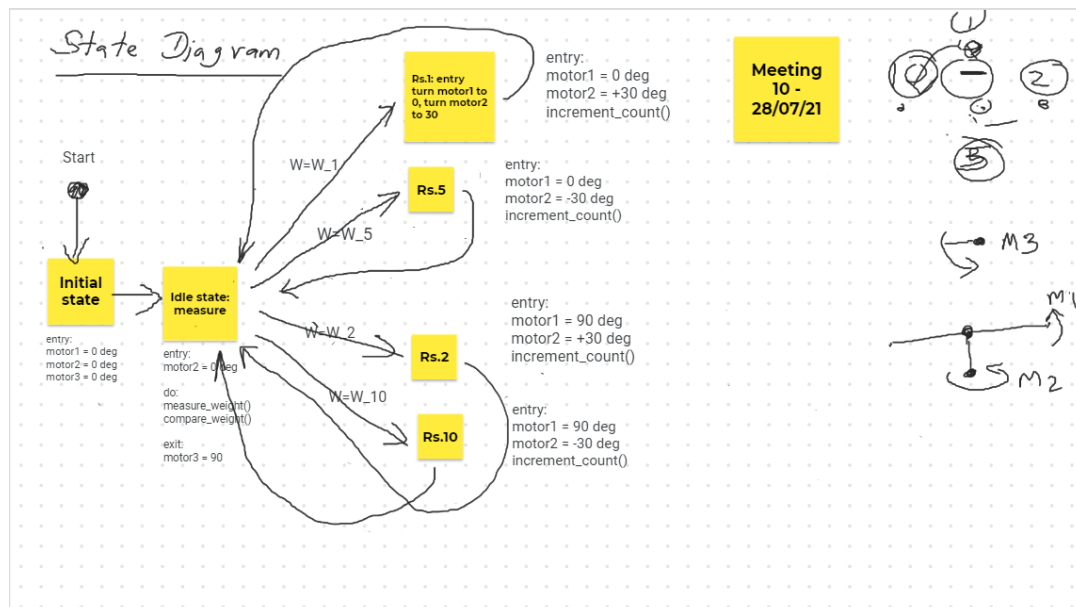 State Diagram
Start
Initial
state
entry:
motor1 = 0 deg
motor2 = 0 deg
motor3 = 0 deg
Idle state:
measure
entry:
motor2 = 0 deg
do:
measure_weight()
compare_weight()
exit:
motor3 = 90
W=W_1
W=W_5
W=W_2
W=W_10
Rs.1: entry
turn motor1 to
0, turn motor2
to 30
entry:
motor1 = 0 deg
motor2 = +30 deg
increment_count()
Rs.5
entry:
motor1 = 0 deg
motor2 = -30 deg
increment_count()
Rs.2
entry:
motor1 = 90 deg
motor2 = +30 deg
increment_count()
Rs.10
entry:
motor1 = 90 deg
motor2 = -30 deg
increment_count()
Meeting
10 -
28/07/21
1
2
B
M3
M1
M2